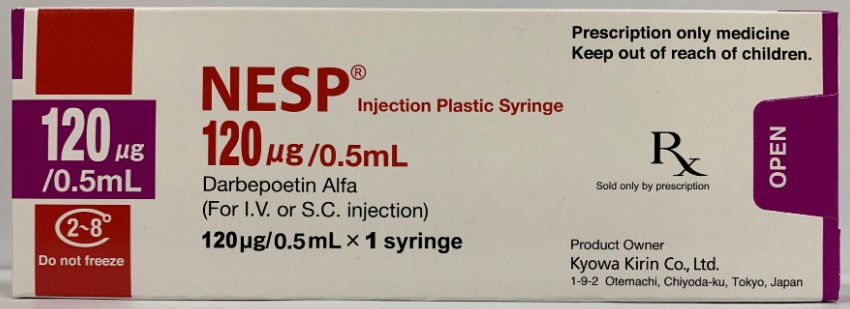 Prescription only medicine
Keep out of reach of children.
120 µg
/0.5mL
2~8°
Do not freeze
NESP® Injection Plastic Syringe
120 µg/0.5mL
Darbepoetin Alfa
(For I.V. or S.C. injection)
120µg/0.5mL × 1 syringe
Rx
Sold only by prescription
OPEN
Product Owner
Kyowa Kirin Co., Ltd.
1-9-2 Otemachi, Chiyoda-ku, Tokyo, Japan